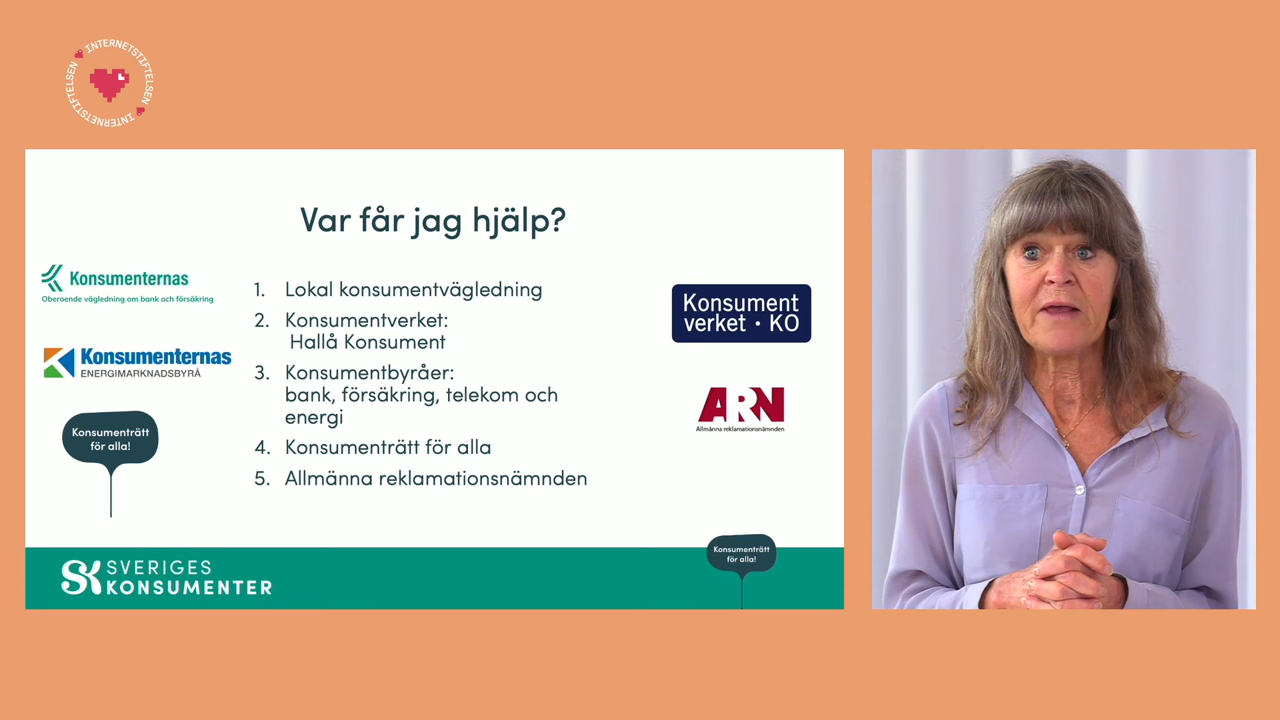 INTERNETSTIFTELSEN
INTERNETSTIFTELSEN
Var får jag hjälp?
Konsumenternas
Oberoende vägledning om bank och försäkring
Konsumenternas
ENERGIMARKNADSBYRÅ
Konsumenträtt
för alla!
1. Lokal konsumentvägledning
2. Konsumentverket:
Hallå Konsument
3. Konsumentbyråer:
bank, försäkring, telekom och
energi
4. Konsumenträtt för alla
5. Allmänna reklamationsnämnden
Konsument
verket • KO
ARN
Allmänna reklamationsnämnden
SK SVERIGES
KONSUMENTER
Konsumenträtt
för alla!